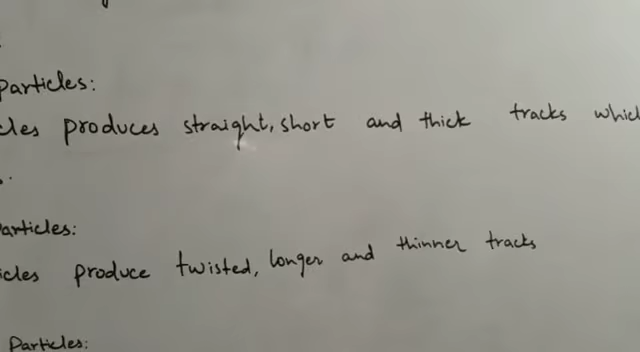 Particles:
cles produces straight, short and thick tracks which
s.
articles:
icles produce twisted, longer and thinner tracks
Particles: